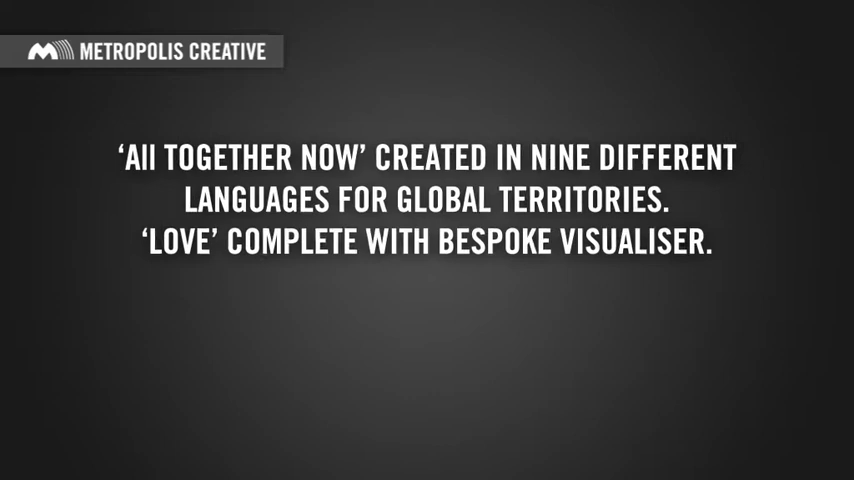 METROPOLIS CREATIVE
‘All TOGETHER NOW’ CREATED IN NINE DIFFERENT
LANGUAGES FOR GLOBAL TERRITORIES.
‘LOVE’ COMPLETE WITH BESPOKE VISUALISER.